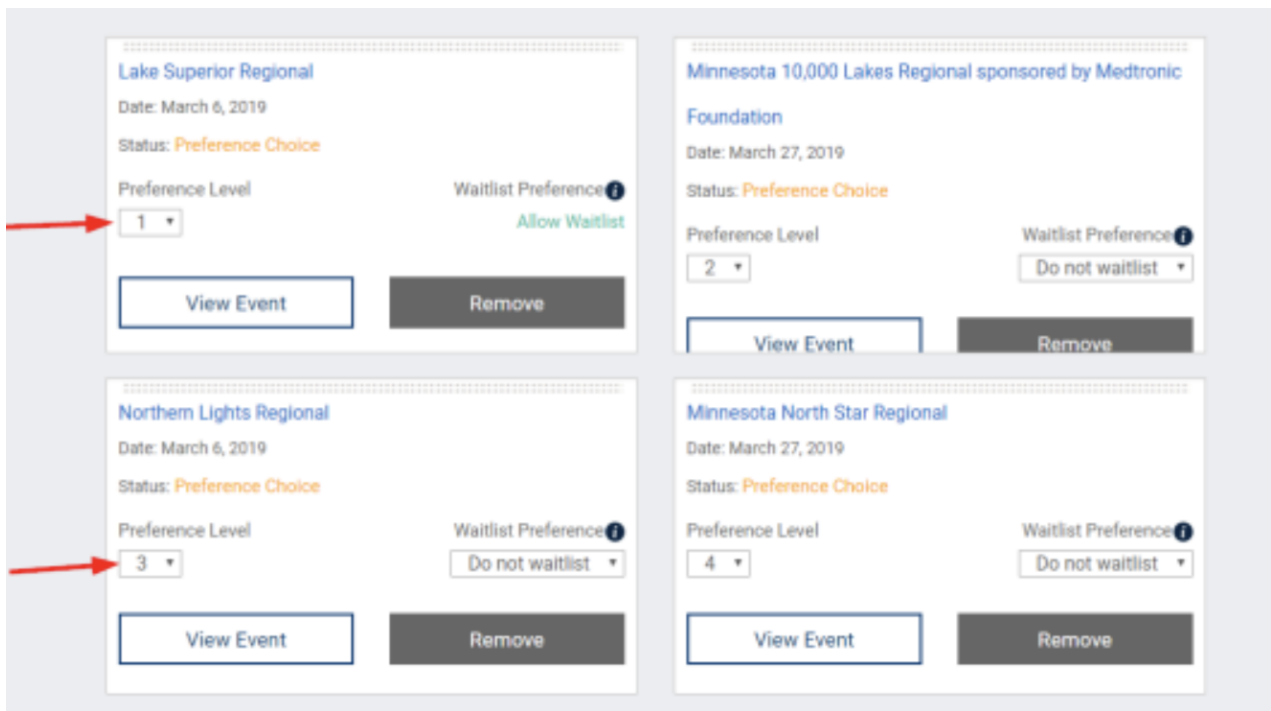 Lake Superior Regional
Date: March 6, 2019
Status: Preference Choice
Preference Level
Waitlist Preference
1
Allow Waitlist
View Event
Remove
Minnesota 10,000 Lakes Regional sponsored by Medtronic
Foundation
Date: March 27, 2019
Status: Preference Choice
Preference Level
Waitlist Preference
2
Do not waitlist
View Event
Remove
Northern Lights Regional
Date: March 6, 2019
Status: Preference Choice
Preference Level
Waitlist Preference
3
Do not waitlist
View Event
Remove
Minnesota North Star Regional
Date: March 27, 2019
Status: Preference Choice
Preference Level
Waitlist Preference
4
Do not waitlist
View Event
Remove